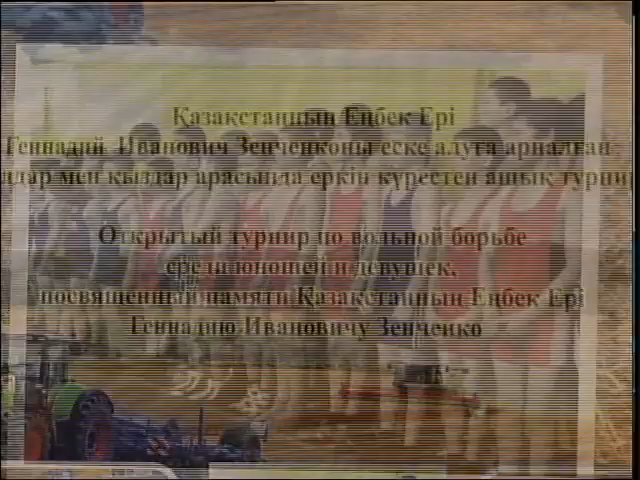 Қазақстанның Еңбек Ері
Геннадий Иванович Зенченконы еске алуға арналған
мен қыздар арасында еркін күрестен ашық турнир
Открытый турнир по вольной борьбе
среди юношей и девушек,
посвященный памяти Қазақстанның Еңбек Ері
Геннадию Ивановичу Зенченко